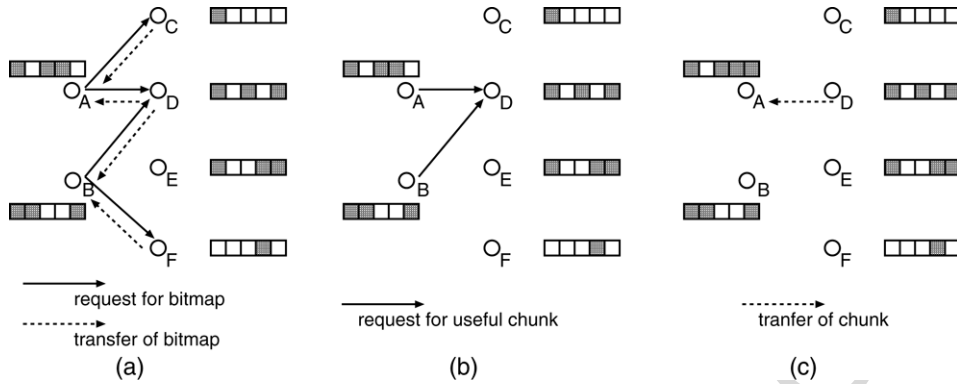 C
A
D
B
E
F
request for bitmap
transfer of bitmap
(a)
C
A
D
B
E
F
request for useful chunk
(b)
C
A
D
B
E
F
tranfer of chunk
(c)